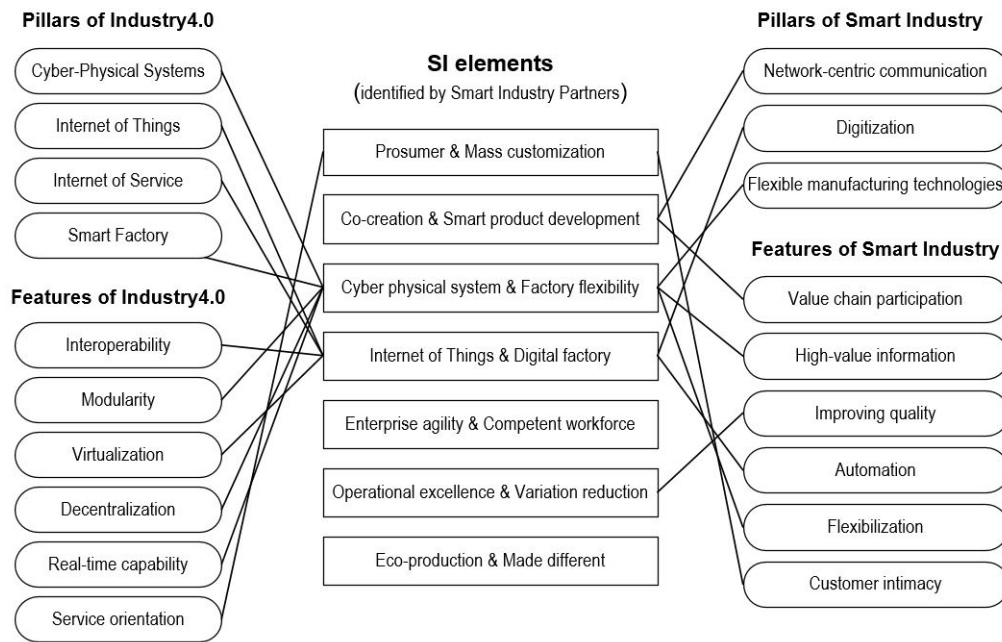 Pillars of Industry4.0
Cyber-Physical Systems
Internet of Things
Internet of Service
Smart Factory
Features of Industry4.0
Interoperability
Modularity
Virtualization
Decentralization
Real-time capability
Service orientation
SI elements
(identified by Smart Industry Partners)
Prosumer & Mass customization
Co-creation & Smart product development
Cyber physical system & Factory flexibility
Internet of Things & Digital factory
Enterprise agility & Competent workforce
Operational excellence & Variation reduction
Eco-production & Made different
Pillars of Smart Industry
Network-centric communication
Digitization
Flexible manufacturing technologies
Features of Smart Industry
Value chain participation
High-value information
Improving quality
Automation
Flexibilization
Customer intimacy